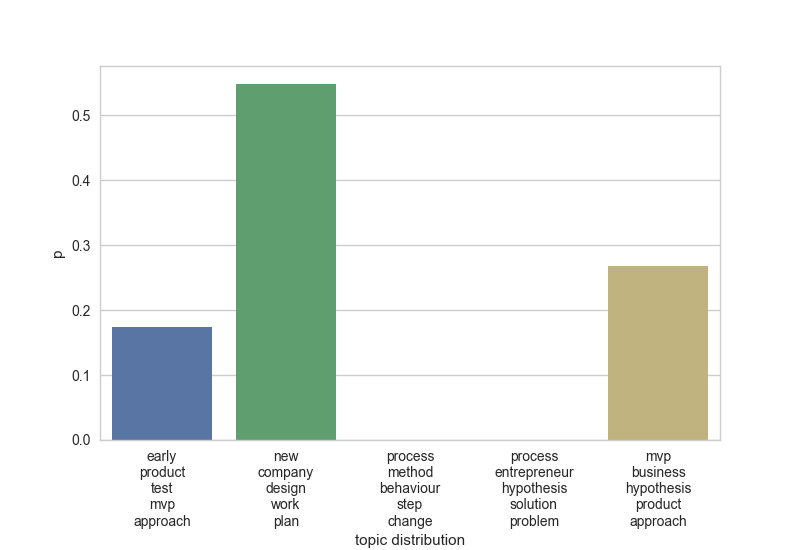 0.5
0.4
0.3
0.2
0.1
0.0
p
early
product
test
mvp
approach
new
company
design
work
plan
process
method
behaviour
step
change
process
entrepreneur
hypothesis
solution
problem
mvp
business
hypothesis
product
approach
topic distribution